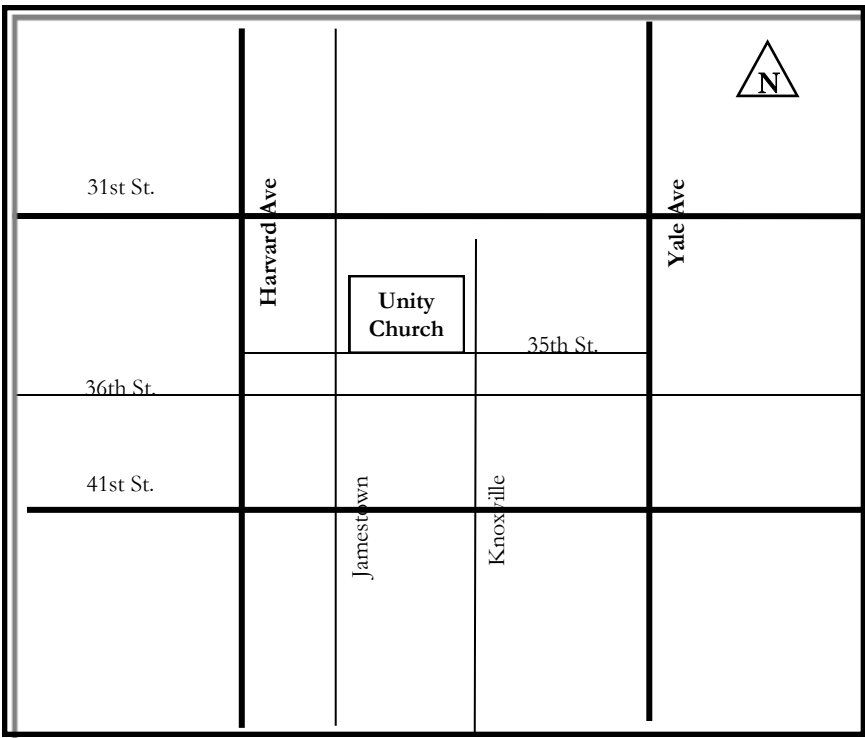 N
31st St.
Harvard Ave
Yale Ave
Unity
Church
35th St.
36th St.
41st St.
Jamestown
Knoxville